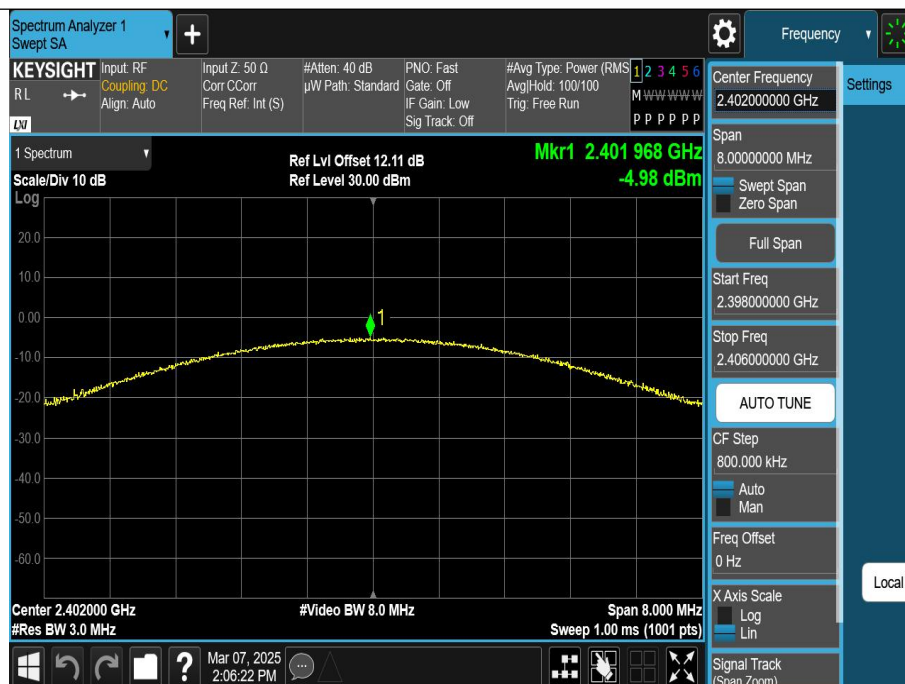 Spectrum Analyzer 1
Swept SA
+
Frequency
KEYSIGHT
RL
LXI
Input: RF
Coupling: DC
Align: Auto
Input Z: 50 Ω
Corr CCorr
Freq Ref: Int (S)
#Atten: 40 dB
µW Path: Standard
PNO: Fast
Gate: Off
IF Gain: Low
Sig Track: Off
#Avg Type: Power (RMS
Avg|Hold: 100/100
Trig: Free Run
1 2 3 4 5 6
M W W W W W
P P P P P P
1 Spectrum
Scale/Div 10 dB
Log
Ref Lvl Offset 12.11 dB
Ref Level 30.00 dBm
Mkr1 2.401 968 GHz
-4.98 dBm
20.0
10.0
0.00
1
-10.0
-20.0
-30.0
-40.0
-50.0
-60.0
Center 2.402000 GHz
#Res BW 3.0 MHz
#Video BW 8.0 MHz
Span 8.000 MHz
Sweep 1.00 ms (1001 pts)
Mar 07, 2025
2:06:22 PM
?
Center Frequency
2.402000000 GHz
Settings
Span
8.00000000 MHz
Swept Span
Zero Span
Full Span
Start Freq
2.398000000 GHz
Stop Freq
2.406000000 GHz
AUTO TUNE
CF Step
800.000 kHz
Auto
Man
Freq Offset
0 Hz
X Axis Scale
Log
Lin
Local
Signal Track
(Span Zoom)